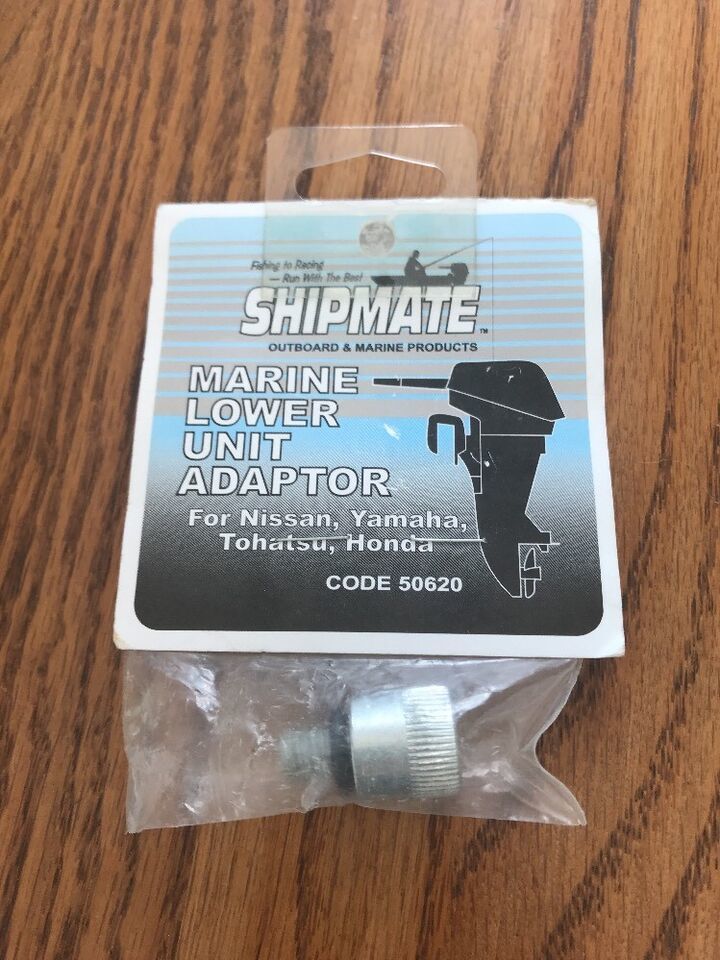 Fishing to Racing
— Run With The Best
SHIPMATE™
OUTBOARD & MARINE PRODUCTS
MARINE
LOWER
UNIT
ADAPTOR
For Nissan, Yamaha,
Tohatsu, Honda
CODE 50620